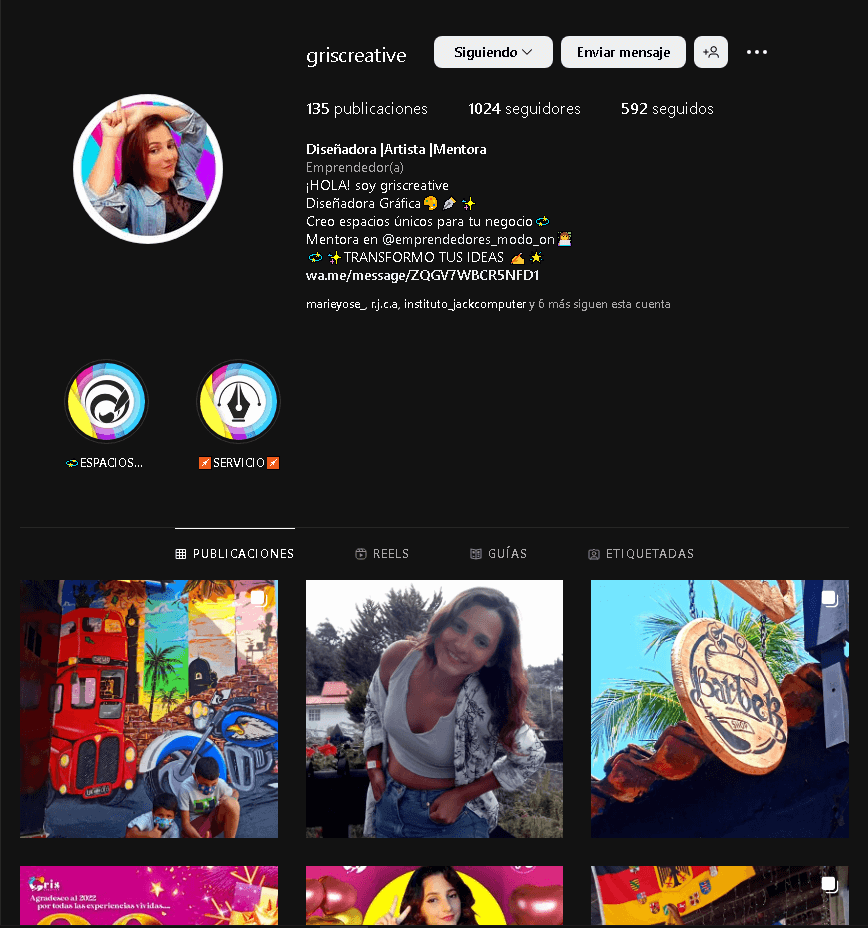 griscreative
Siguiendo
Enviar mensaje
135 publicaciones
1024 seguidores
592 seguidos
Diseñadora |Artista |Mentora
Emprendedor(a)
¡HOLA! soy griscreative
Diseñadora Gráfica🎨 🖋️ ✨
Creo espacios únicos para tu negocio💫
Mentora en @emprendedores_modo_on👩‍🎓
💫 ✨TRANSFORMO TUS IDEAS ✍️ 🌟
wa.me/message/ZQGV7WBCR5NFD1
marieyose_, r.j.c.a, instituto_jackcomputer y 6 más siguen esta cuenta
💫ESPACIOS...
SERVICIO
PUBLICACIONES
REELS
GUÍAS
ETIQUETADAS
Barber
SHOP
Grix
Agradesco al 2022
por todas las experiencias vividas....